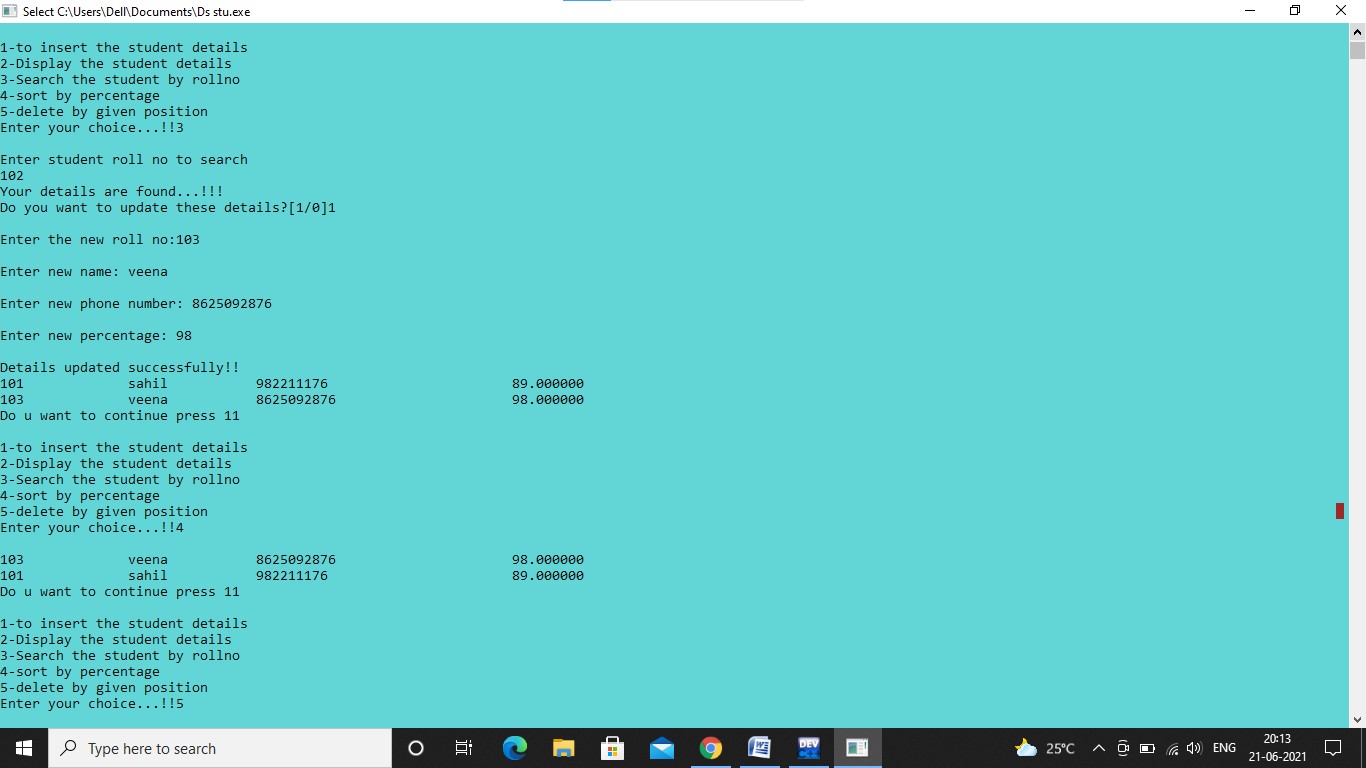 Select C:\Users\Dell\Documents\Ds stu.exe
1-to insert the student details
2-Display the student details
3-Search the student by rollno
4-sort by percentage
5-delete by given position
Enter your choice...!!3
Enter student roll no to search
102
Your details are found...!!!
Do you want to update these details?[1/0]1
Enter the new roll no:103
Enter new name: veena
Enter new phone number: 8625092876
Enter new percentage: 98
Details updated successfully!!
101 sahil 982211176 89.000000
103 veena 8625092876 98.000000
Do u want to continue press 11
1-to insert the student details
2-Display the student details
3-Search the student by rollno
4-sort by percentage
5-delete by given position
Enter your choice...!!4
103 veena 8625092876 98.000000
101 sahil 982211176 89.000000
Do u want to continue press 11
1-to insert the student details
2-Display the student details
3-Search the student by rollno
4-sort by percentage
5-delete by given position
Enter your choice...!!5
Type here to search
DEV
25°C
ENG
20:13
21-06-2021